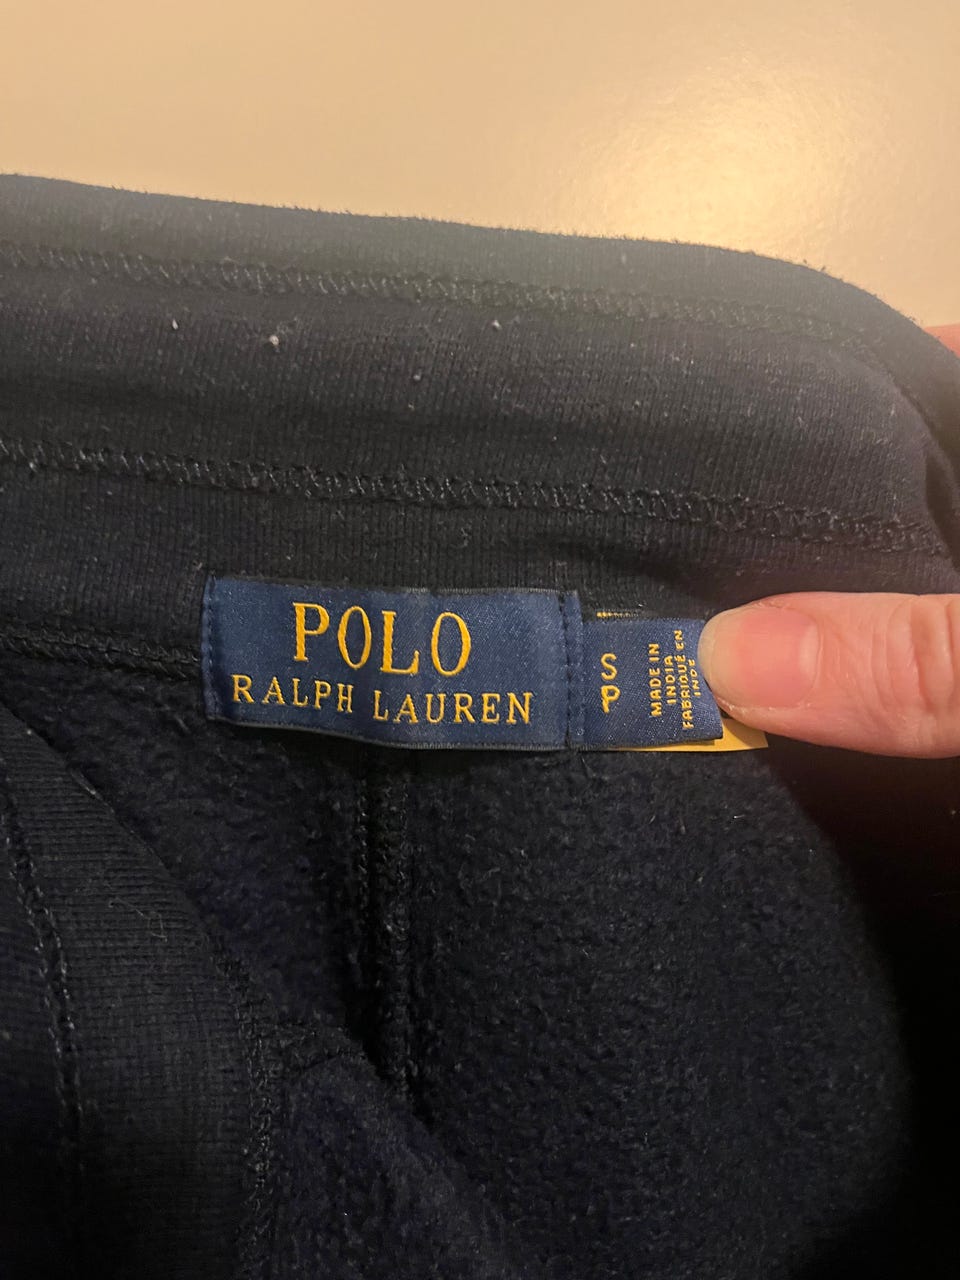 POLO
RALPH LAUREN
S
P
MADE IN
INDIA
FABRIQUÉ EN
INDE